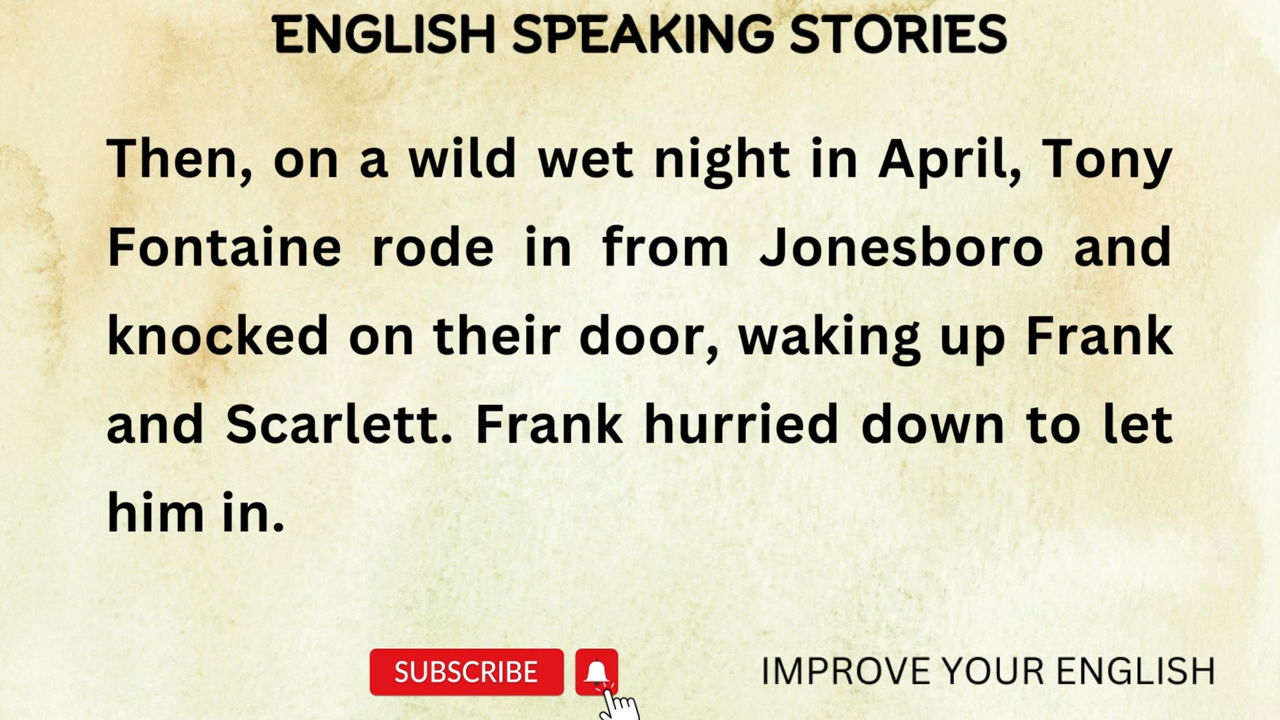 ENGLISH SPEAKING STORIES
Then, on a wild wet night in April, Tony
Fontaine rode in from Jonesboro and
knocked on their door, waking up Frank
and Scarlett. Frank hurried down to let
him in.
SUBSCRIBE
IMPROVE YOUR ENGLISH